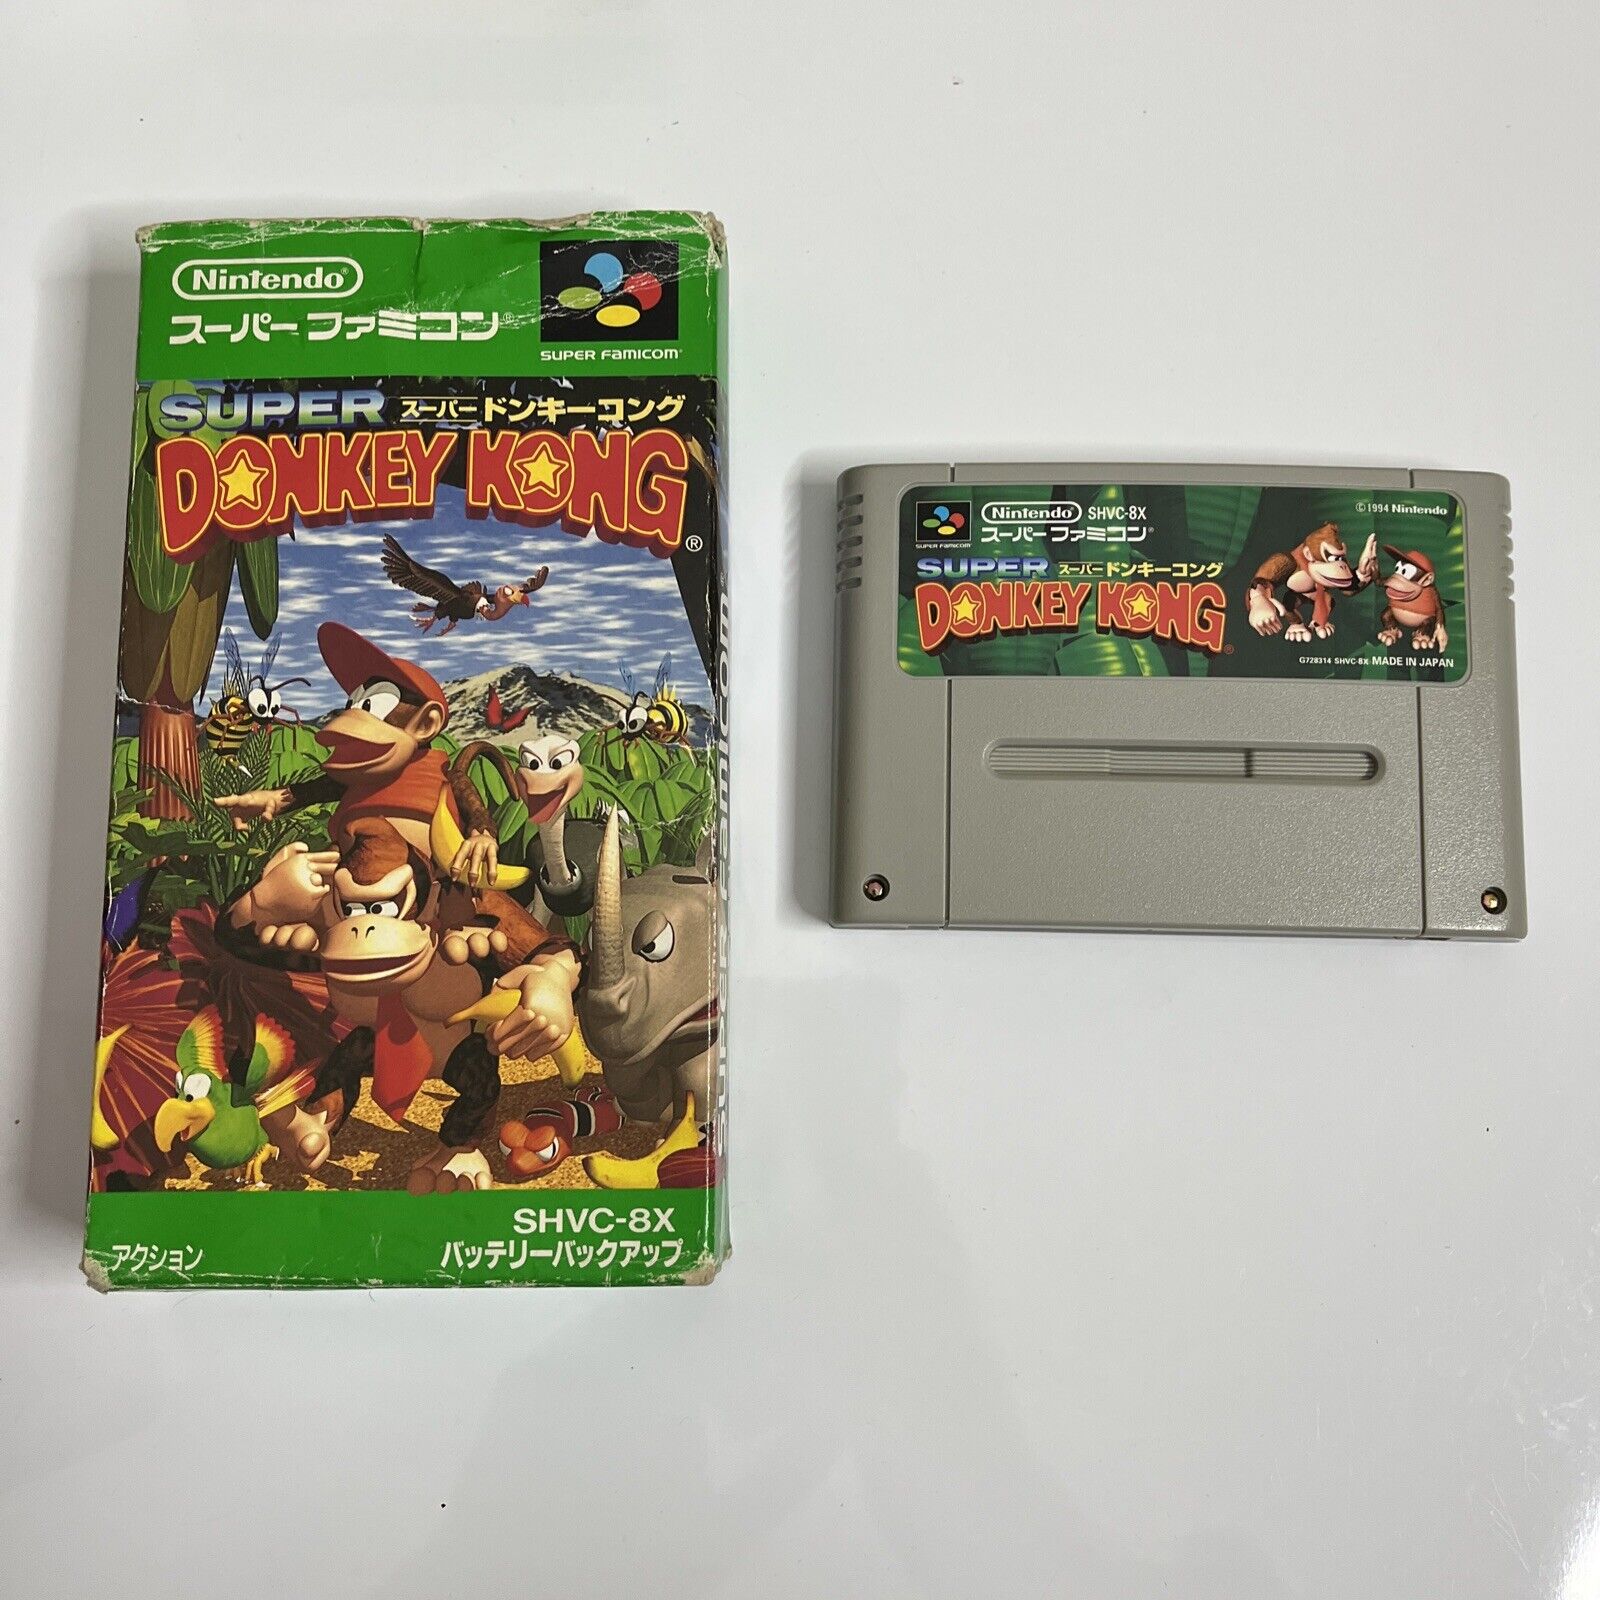 Nintendo®
スーパーファミコン®
SUPER FAMICOM®
SUPER スーパードンキーコング
DONKEY KONG®
SUPER FAMICOM®
SHVC-8X
アクション バッテリーバックアップ
Nintendo® SHVC-8X
スーパーファミコン®
SUPER FAMICOM®
©1994 Nintendo
SUPER スーパードンキーコング
DONKEY KONG®
G728314 SHVC-8X MADE IN JAPAN